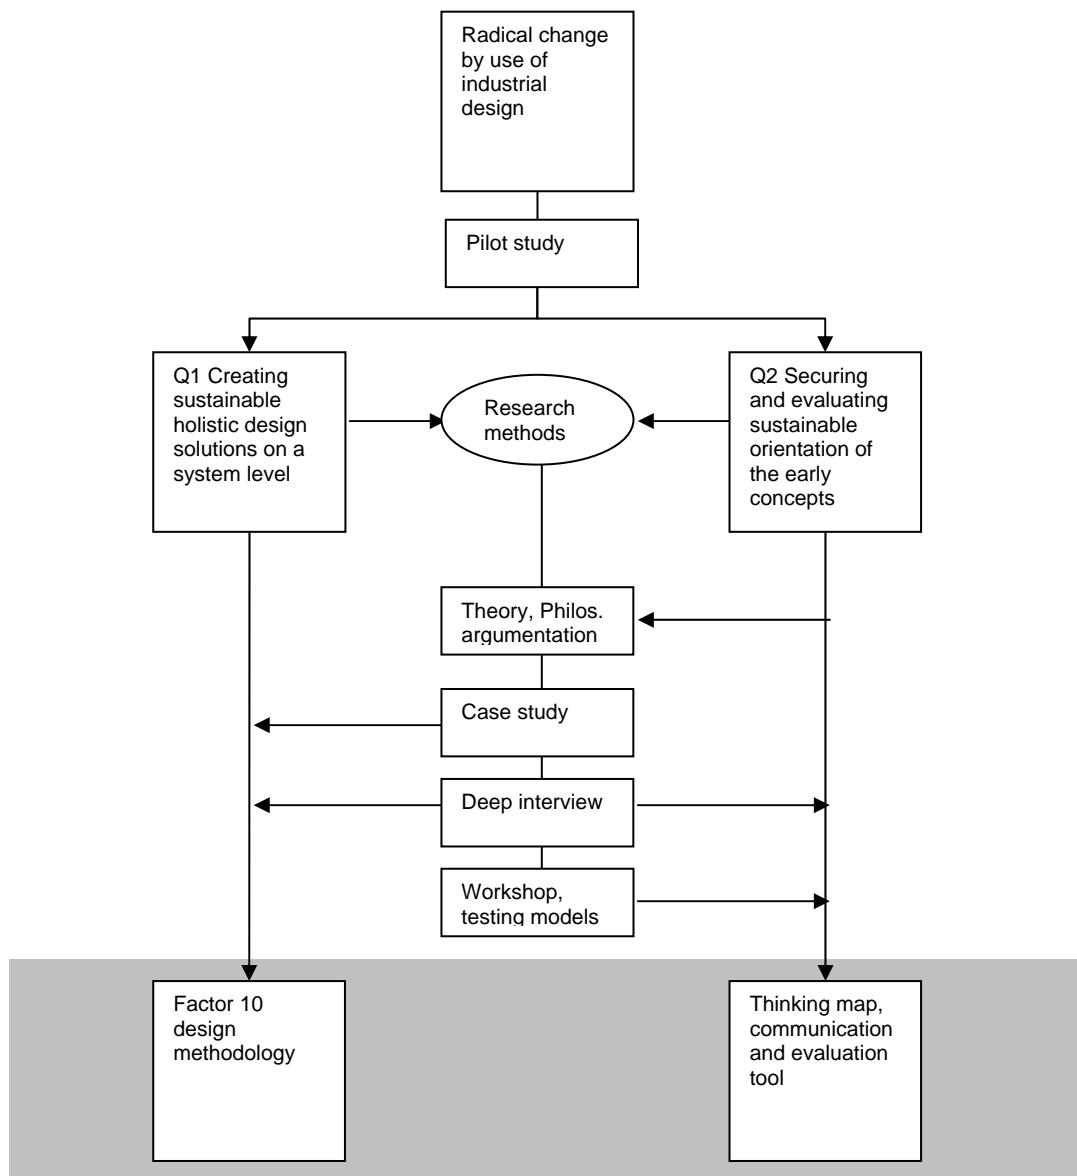 Radical change
by use of
industrial
design
Pilot study
Q1 Creating
sustainable
holistic design
solutions on a
system level
Research
methods
Q2 Securing
and evaluating
sustainable
orientation of
the early
concepts
Theory, Philos.
argumentation
Case study
Deep interview
Workshop,
testing models
Factor 10
design
methodology
Thinking map,
communication
and evaluation
tool